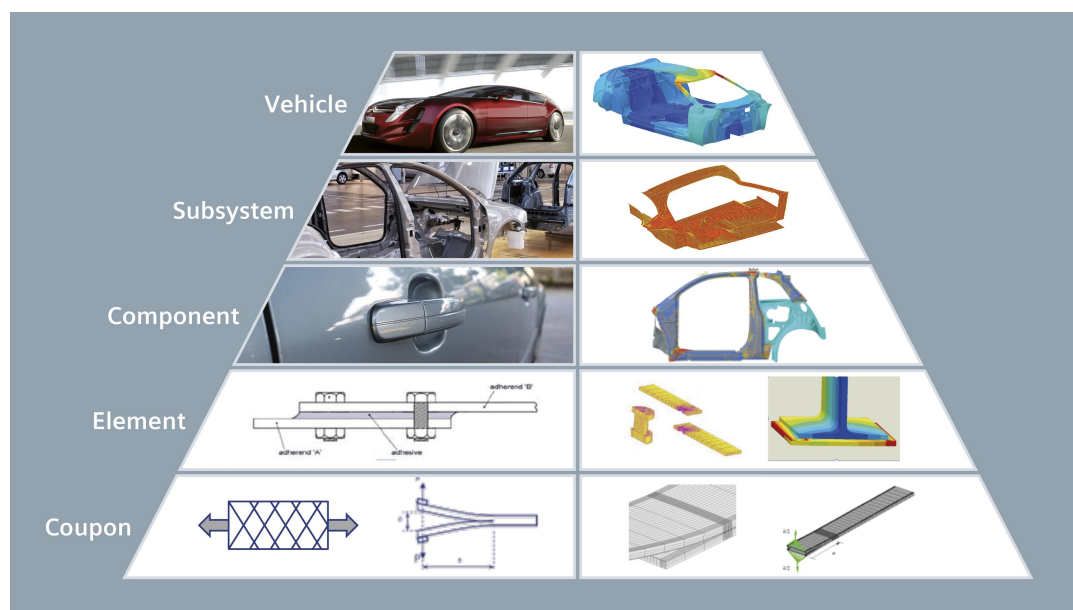 Vehicle
Subsystem
Component
Element
adherend 'B'
adherend 'A'
adhesive
Coupon